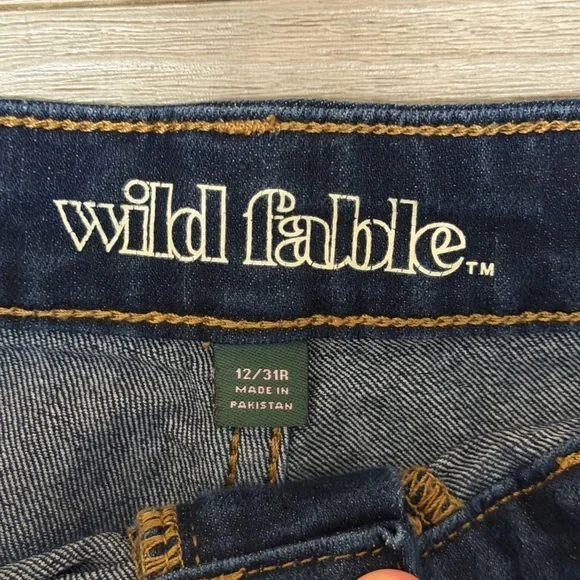 wild fable™
12/31R
MADE IN
PAKISTAN